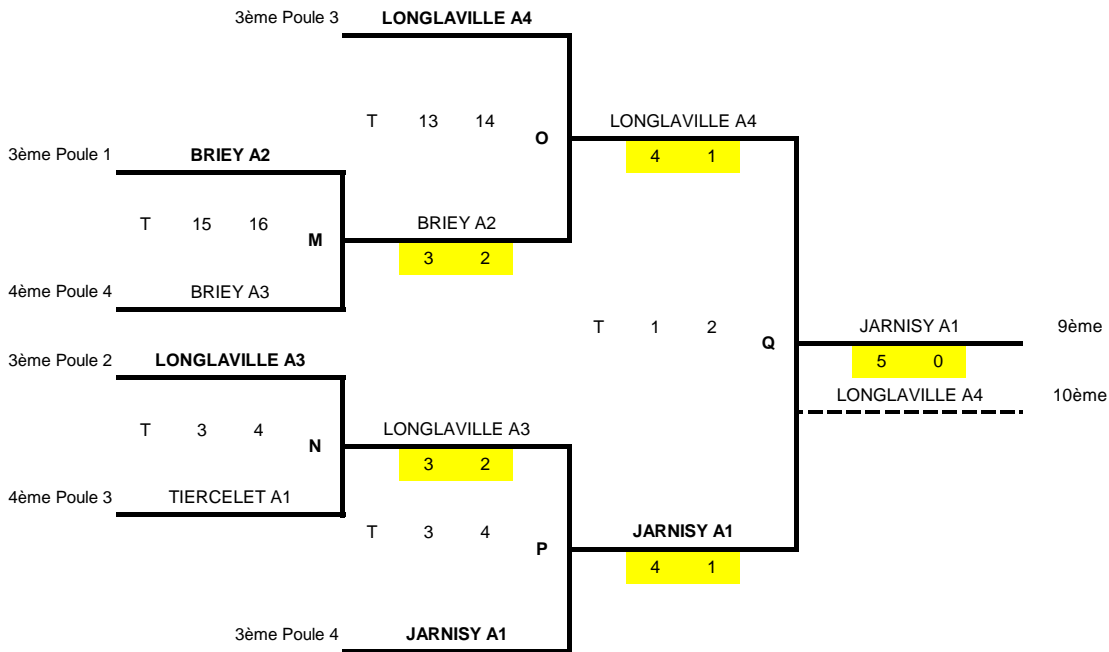 3ème Poule 3 LONGLAVILLE A4
T 13 14 O LONGLAVILLE A4
3ème Poule 1 BRIEY A2 4 1
T 15 16 M BRIEY A2
3 2
4ème Poule 4 BRIEY A3
T 1 2 Q JARNISY A1 9ème
3ème Poule 2 LONGLAVILLE A3 5 0
LONGLAVILLE A4 10ème
T 3 4 N LONGLAVILLE A3
3 2
4ème Poule 3 TIERCELET A1
T 3 4 P JARNISY A1
4 1
3ème Poule 4 JARNISY A1